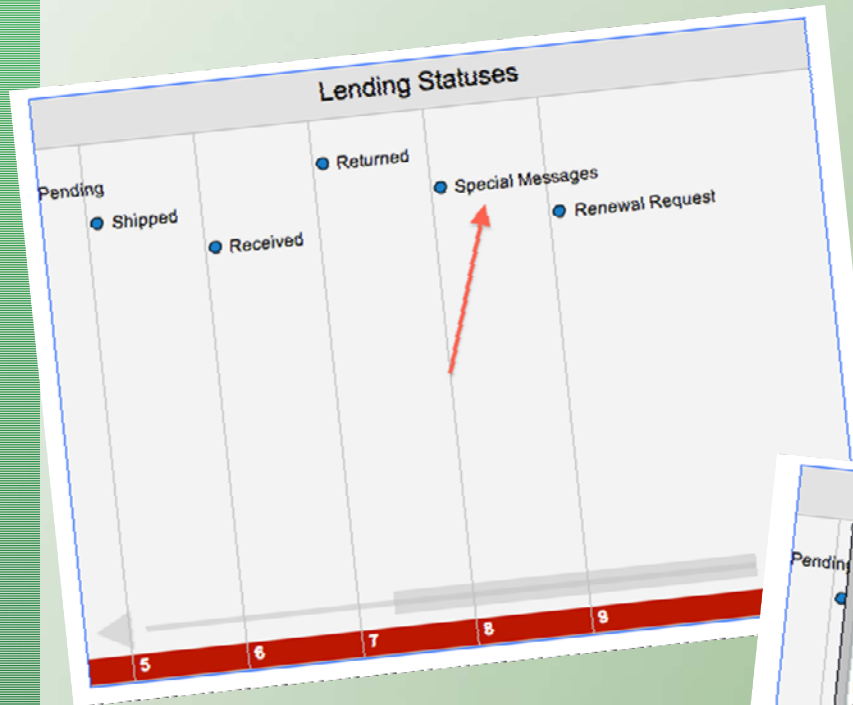 Lending Statuses
Returned
Special Messages
Pending
Renewal Request
Shipped
Received
5
6
7
8
9
Pending